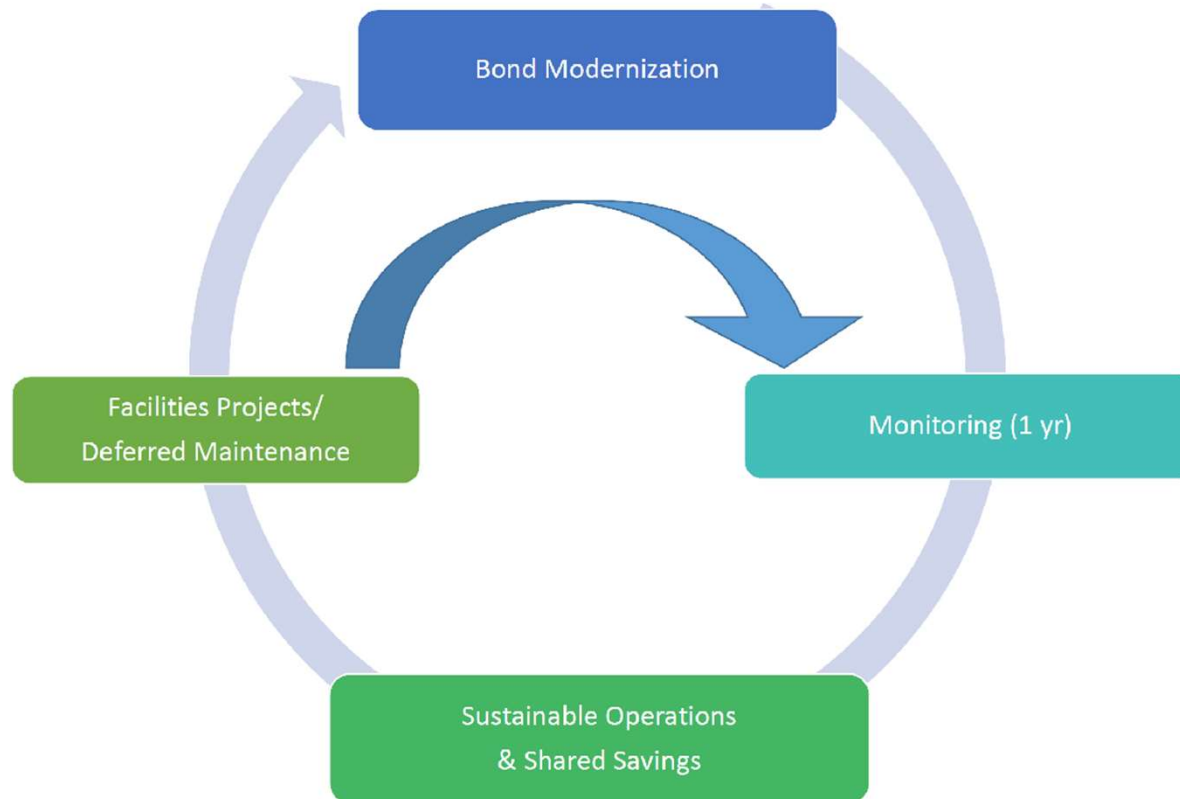 Bond Modernization
Facilities Projects/
Deferred Maintenance
Monitoring (1 yr)
Sustainable Operations
& Shared Savings